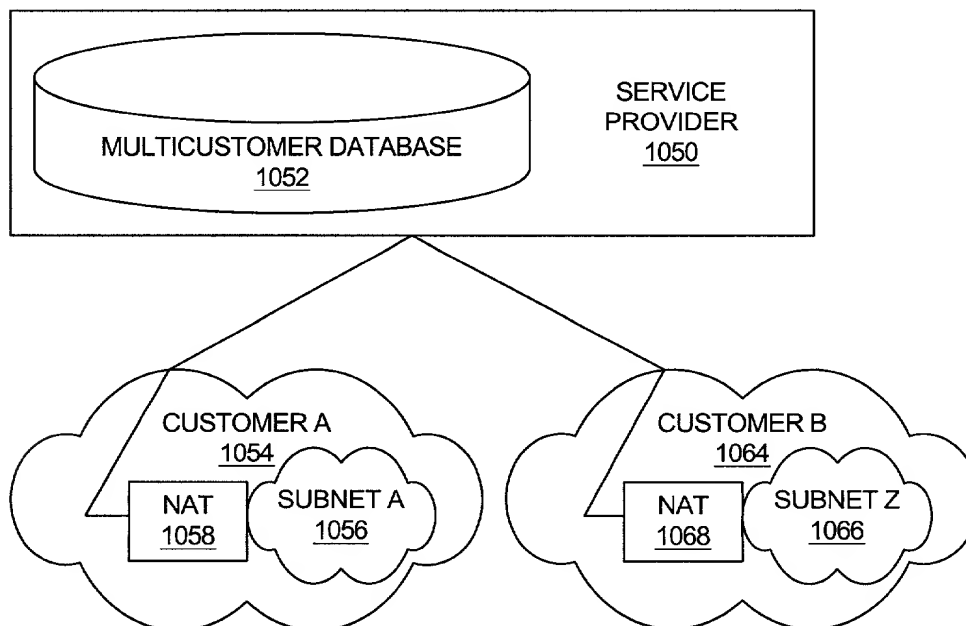 SERVICE
PROVIDER
1050
MULTICUSTOMER DATABASE
1052
CUSTOMER A
1054
NAT
1058
SUBNET A
1056
CUSTOMER B
1064
NAT
1068
SUBNET Z
1066